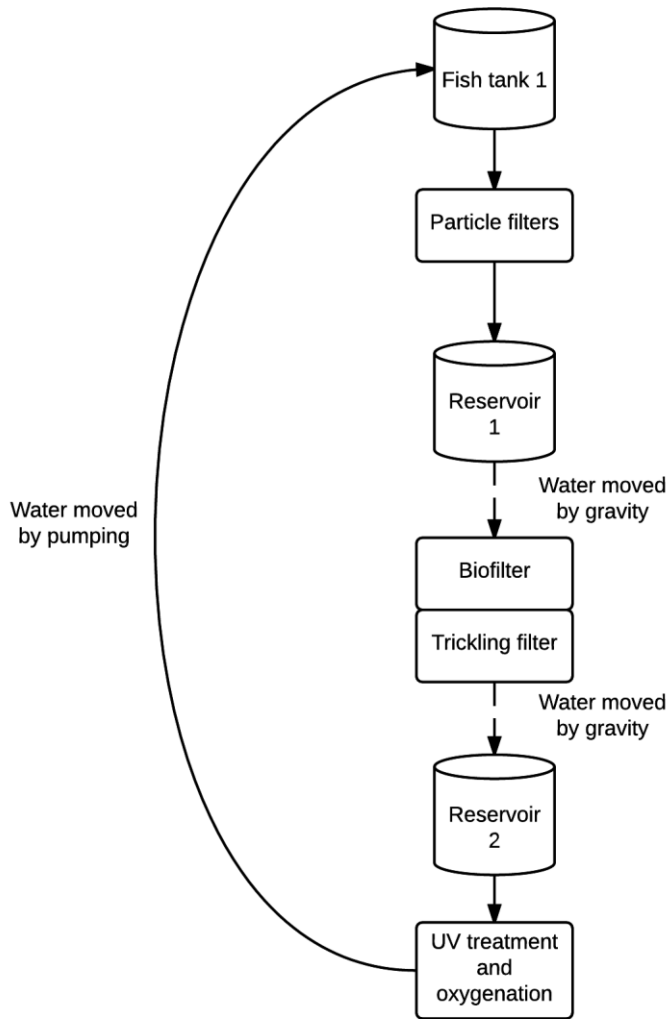 Fish tank 1
Particle filters
Reservoir
1
Water moved
by gravity
Water moved
by pumping
Biofilter
Trickling filter
Water moved
by gravity
Reservoir
2
UV treatment
and
oxygenation